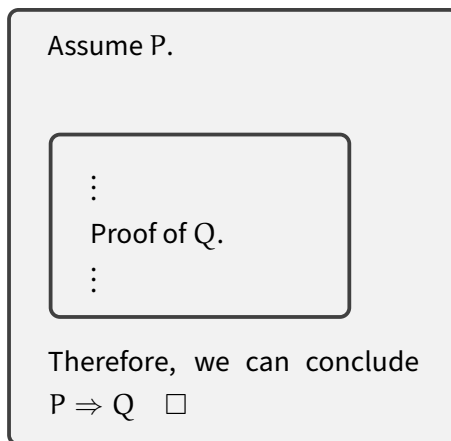 Assume P.
⋮
Proof of Q.
⋮
Therefore, we can conclude
P ⇒ Q □